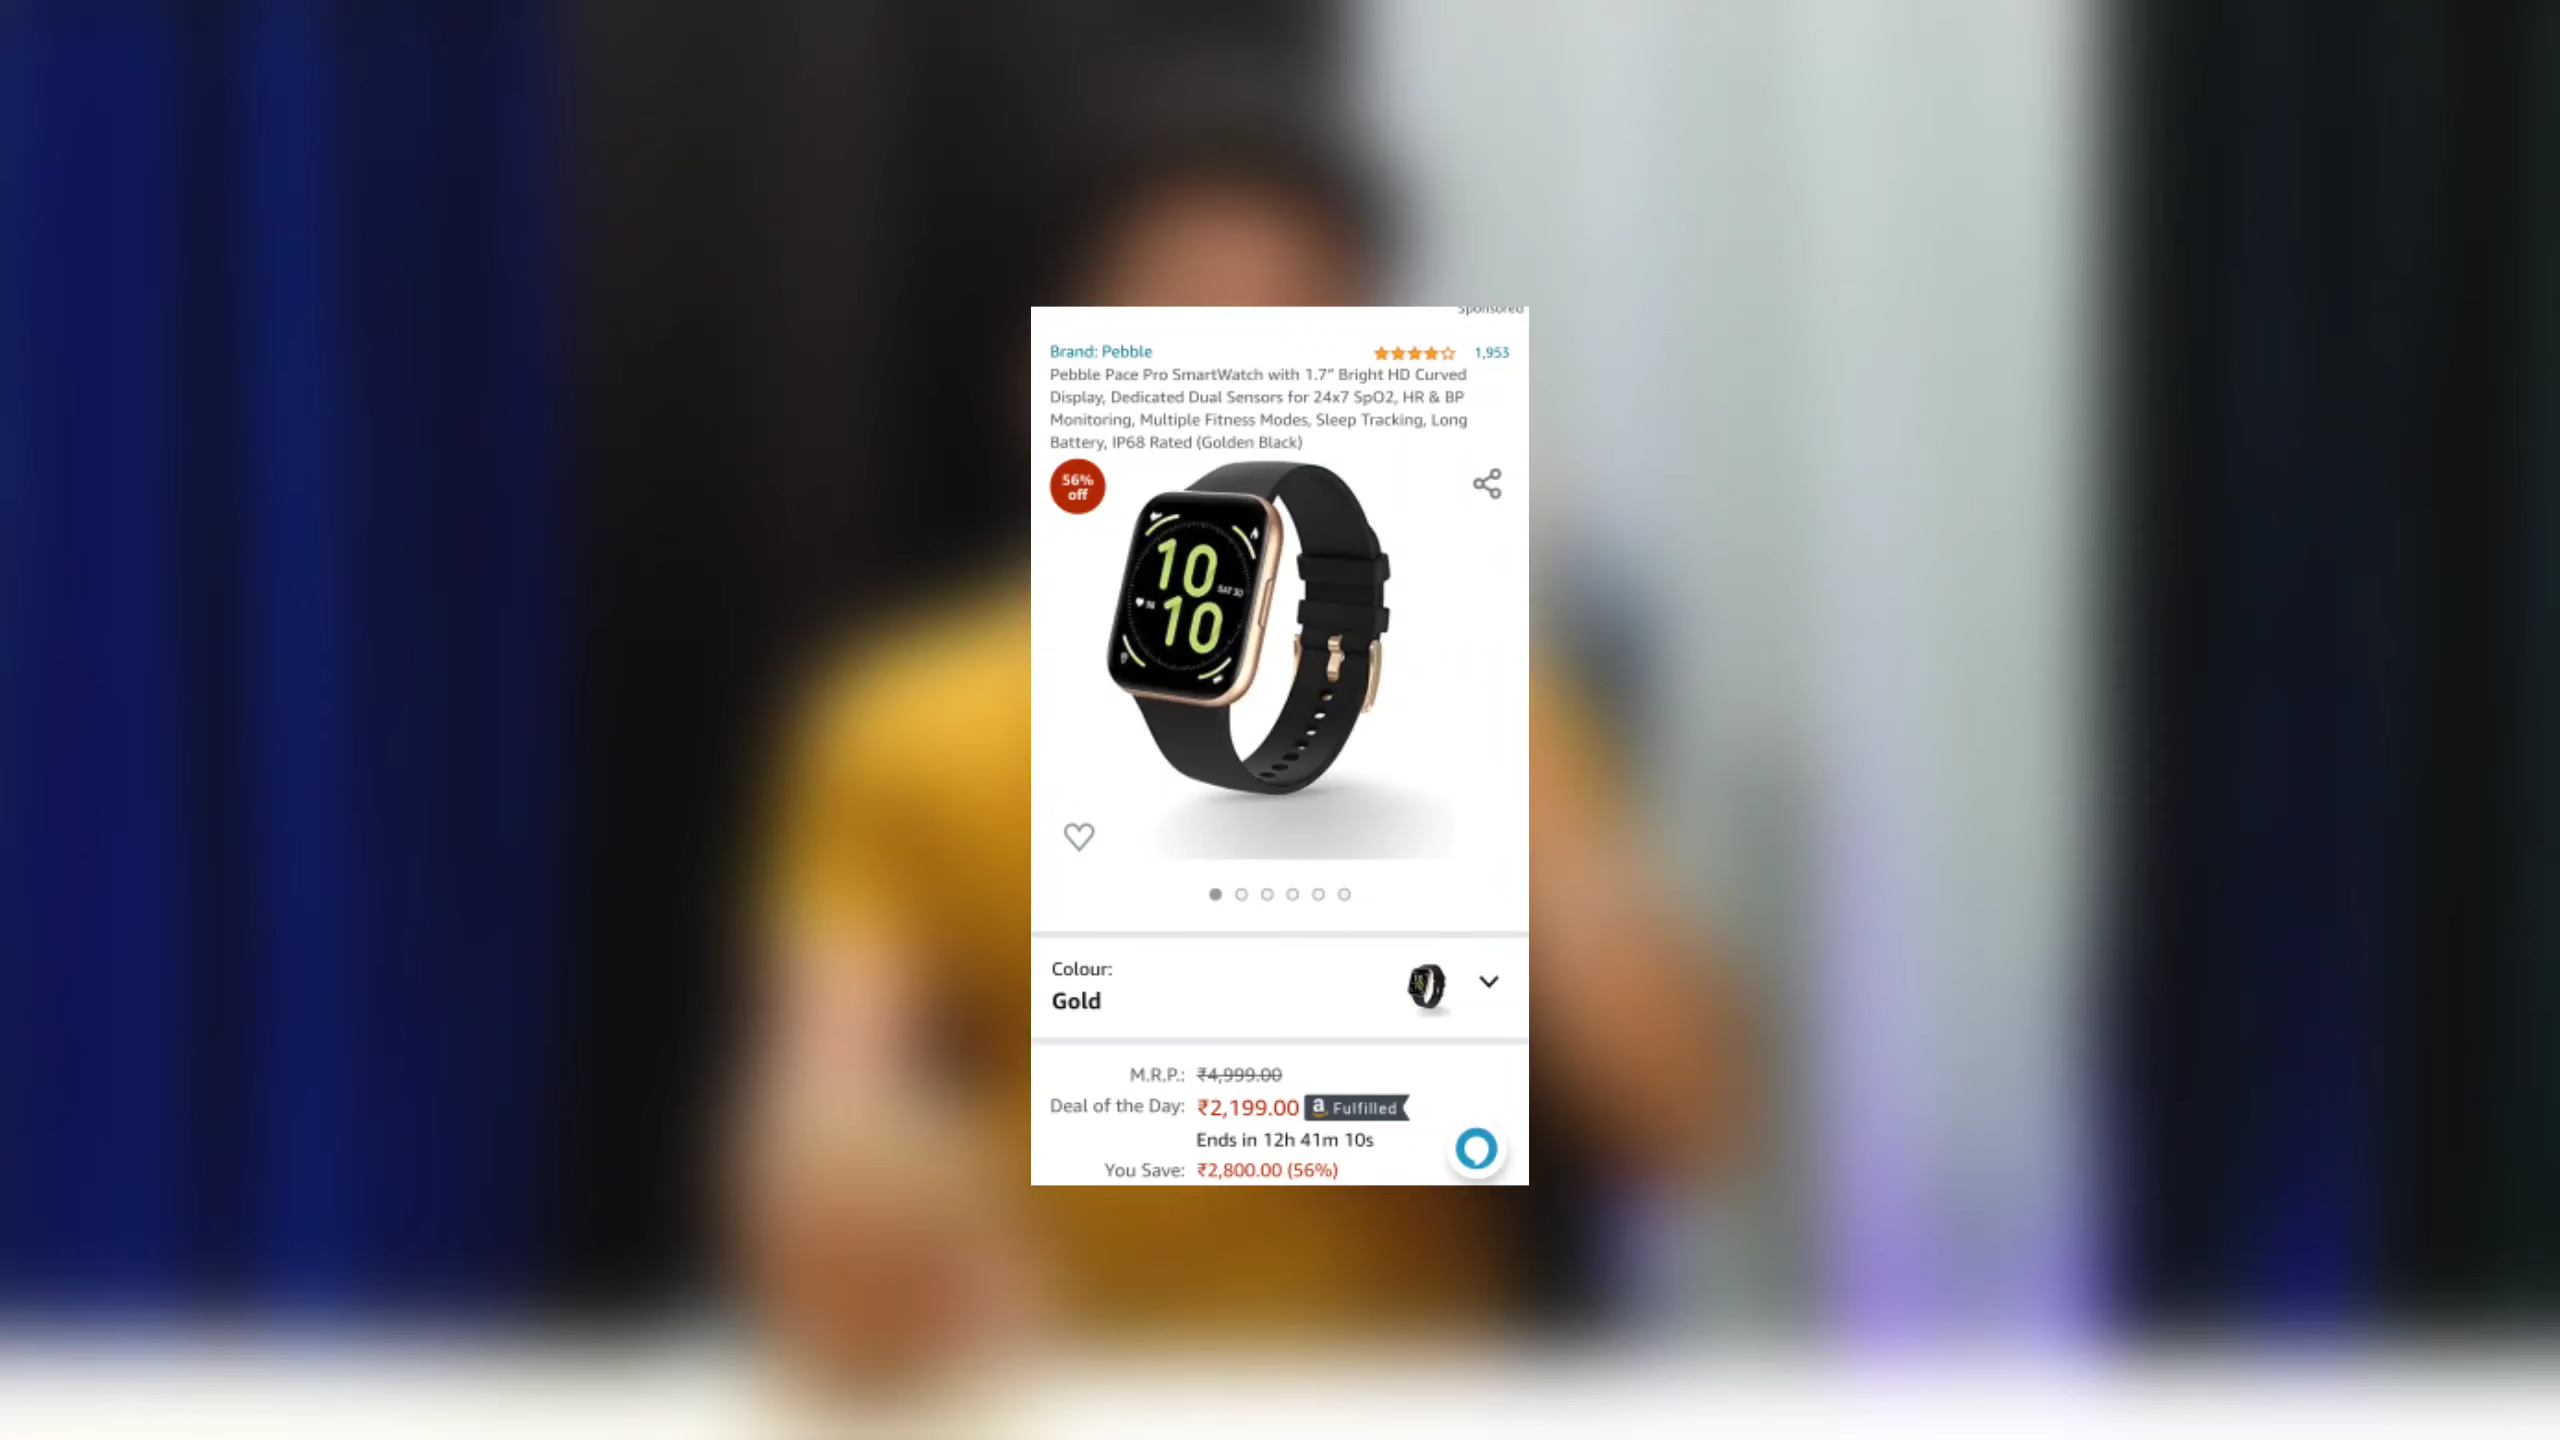 Sponsored
Brand: Pebble 1,953
Pebble Pace Pro SmartWatch with 1.7" Bright HD Curved
Display, Dedicated Dual Sensors for 24x7 SpO2, HR & BP
Monitoring, Multiple Fitness Modes, Sleep Tracking, Long
Battery, IP68 Rated (Golden Black)
56%
off
10
SAT 30
10
Colour:
Gold
M.R.P.: ₹4,999.00
Deal of the Day: ₹2,199.00 a Fulfilled
Ends in 12h 41m 10s
You Save: ₹2,800.00 (56%)